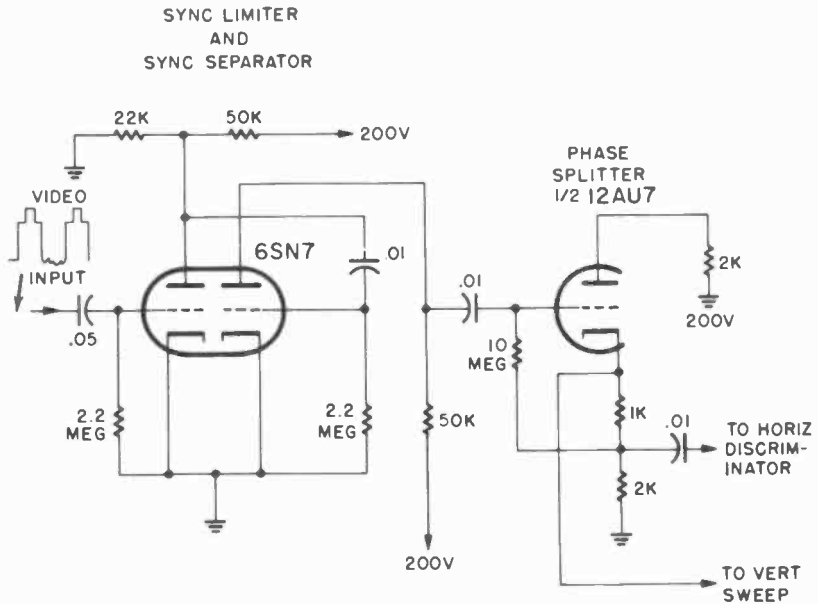 SYNC LIMITER
AND
SYNC SEPARATOR
22K
50K
200V
PHASE
SPLITTER
1/2 12AU7
VIDEO
INPUT
6SN7
.01
.05
.01
2K
200V
10
MEG
2.2
MEG
2.2
MEG
50K
1K
.01
TO HORIZ
DISCRIM-
INATOR
2K
200V
TO VERT
SWEEP